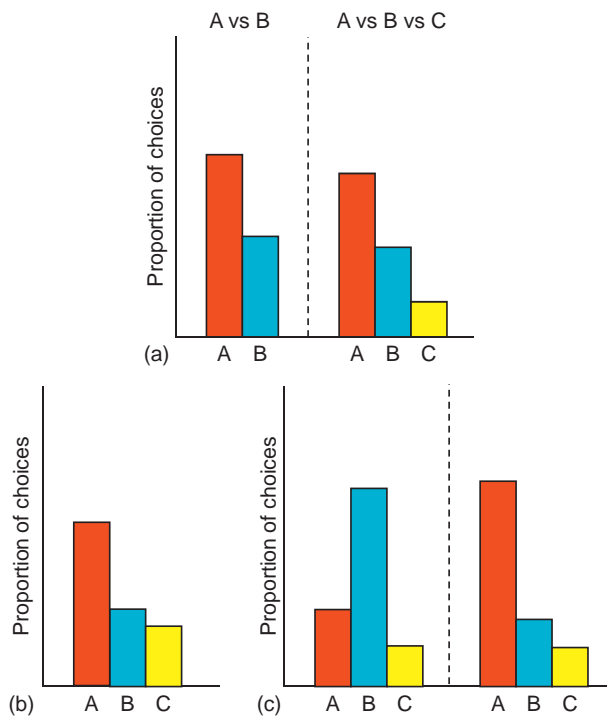 A vs B A vs B vs C
Proportion of choices
A B A B C
(a)
Proportion of choices
A B C
(b)
Proportion of choices
A B C A B C
(c)